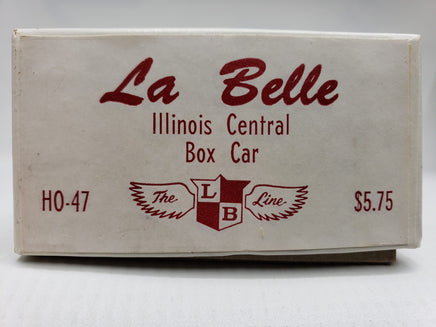 La Belle
Illinois Central
Box Car
HO-47
The LB Line
$5.75